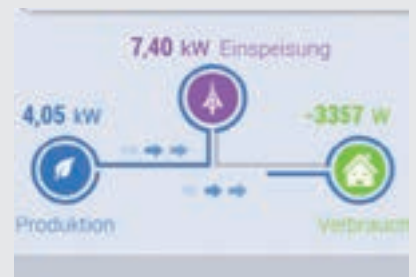 7,40 kW Einspeisung
4,05 kW
-3357 W
Produktion
Verbrauch